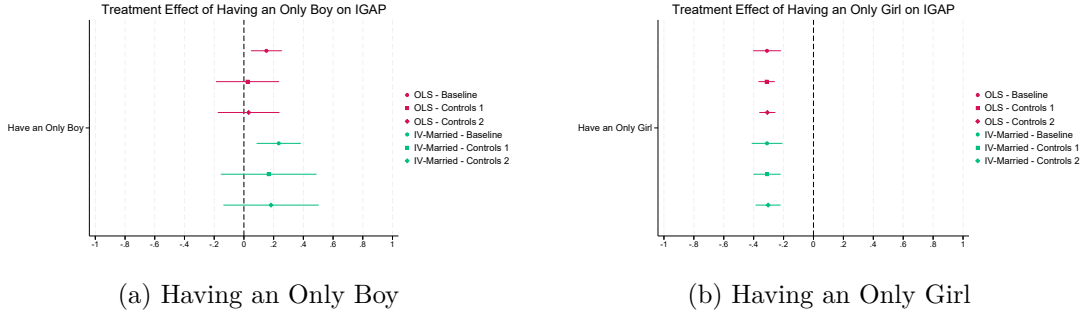 Treatment Effect of Having an Only Boy on IGAP
Have an Only Boy
-1 -.8 -.6 -.4 -.2 0 .2 .4 .6 .8 1
OLS - Baseline
OLS - Controls 1
OLS - Controls 2
IV-Married - Baseline
IV-Married - Controls 1
IV-Married - Controls 2
(a) Having an Only Boy
Treatment Effect of Having an Only Girl on IGAP
Have an Only Girl
-1 -.8 -.6 -.4 -.2 0 .2 .4 .6 .8 1
OLS - Baseline
OLS - Controls 1
OLS - Controls 2
IV-Married - Baseline
IV-Married - Controls 1
IV-Married - Controls 2
(b) Having an Only Girl